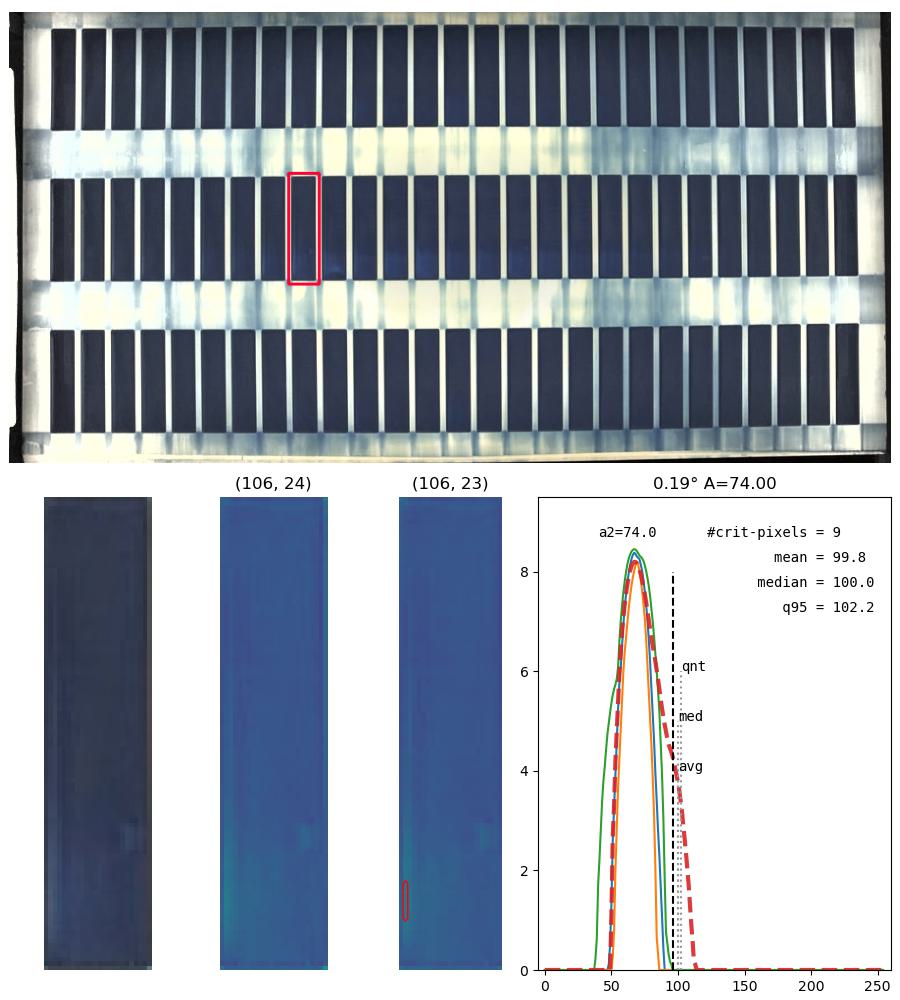 (106, 24)
(106, 23)
0.19° A=74.00
a2=74.0
#crit-pixels = 9
mean = 99.8
median = 100.0
q95 = 102.2
qnt
med
avg
8
6
4
2
0
0 50 100 150 200 250